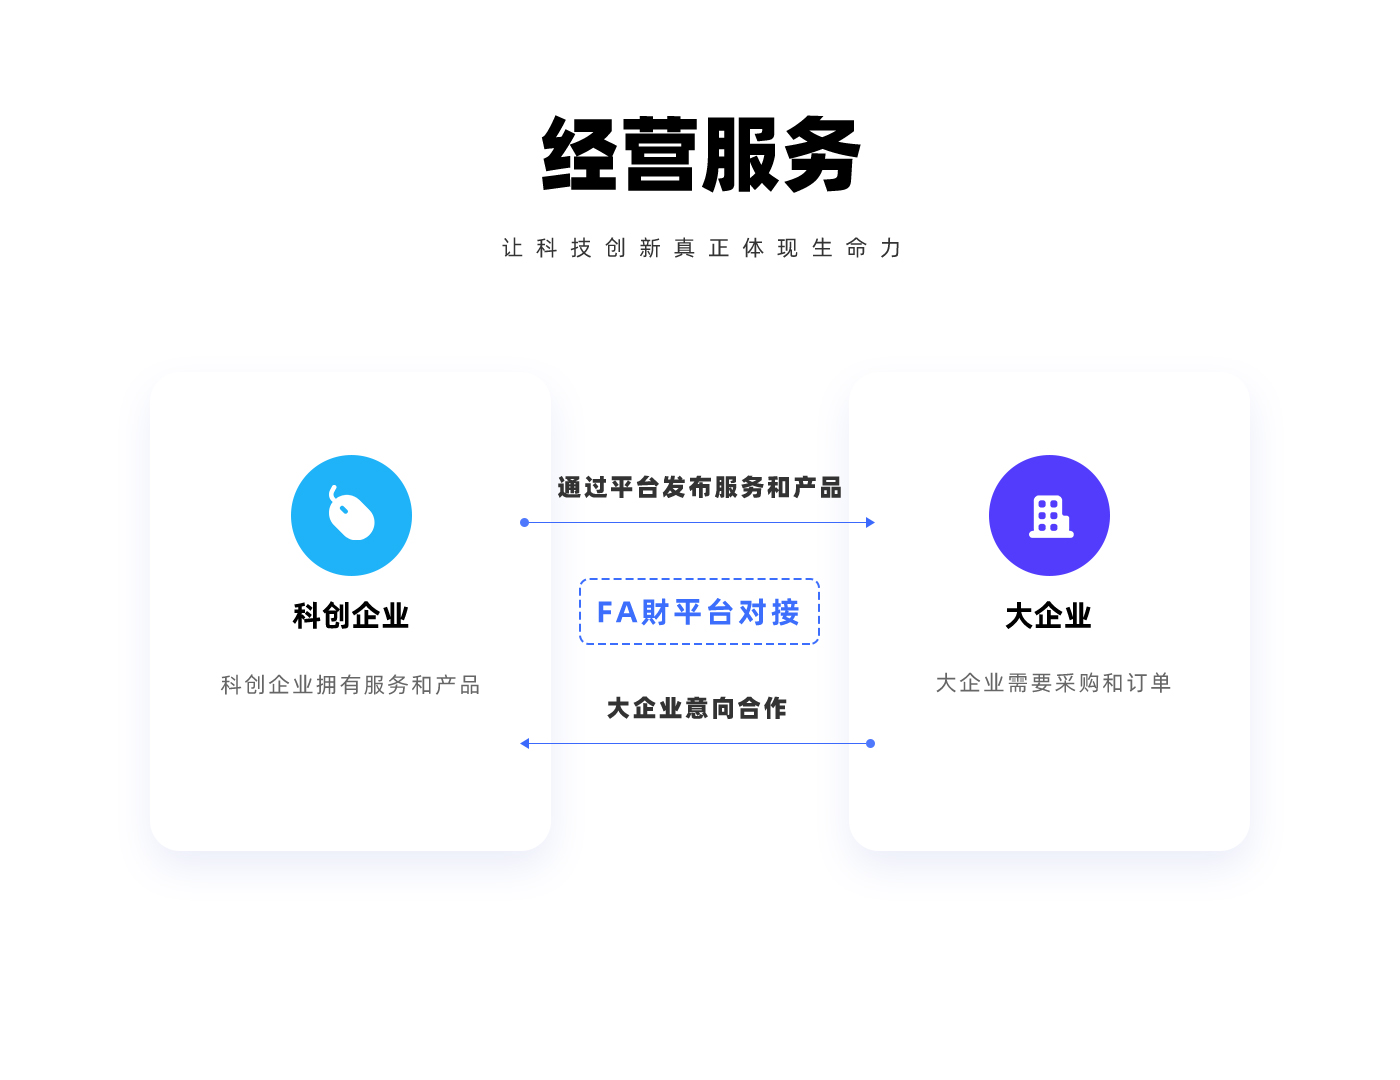 经营服务
让科技创新真正体现生命力
通过平台发布服务和产品
FA財平台对接
科创企业
大企业
科创企业拥有服务和产品
大企业需要采购和订单
大企业意向合作